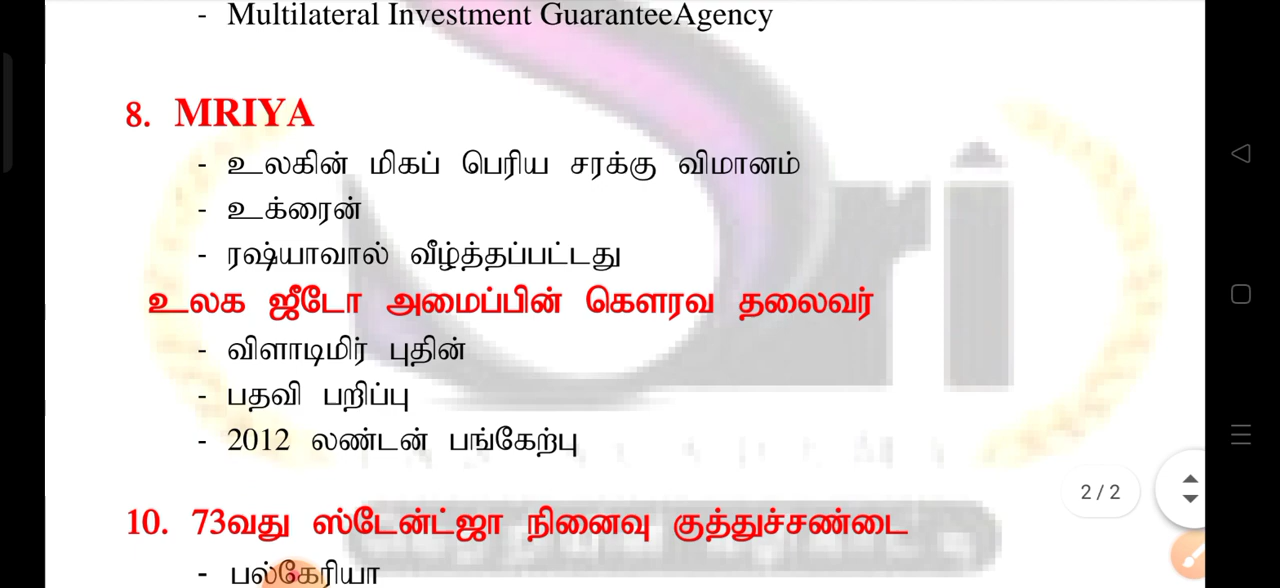 - Multilateral Investment GuaranteeAgency
8. MRIYA
- உலகின் மிகப் பெரிய சரக்கு விமானம்
- உக்ரைன்
- ரஷ்யாவால் வீழ்த்தப்பட்டது
உலக ஜீடோ அமைப்பின் கௌரவ தலைவர்
- விளாடிமிர் புதின்
- பதவி பறிப்பு
- 2012 லண்டன் பங்கேற்பு
2 / 2
10. 73வது ஸ்டேன்ட்ஜா நினைவு குத்துச்சண்டை
- பல்கேரியா